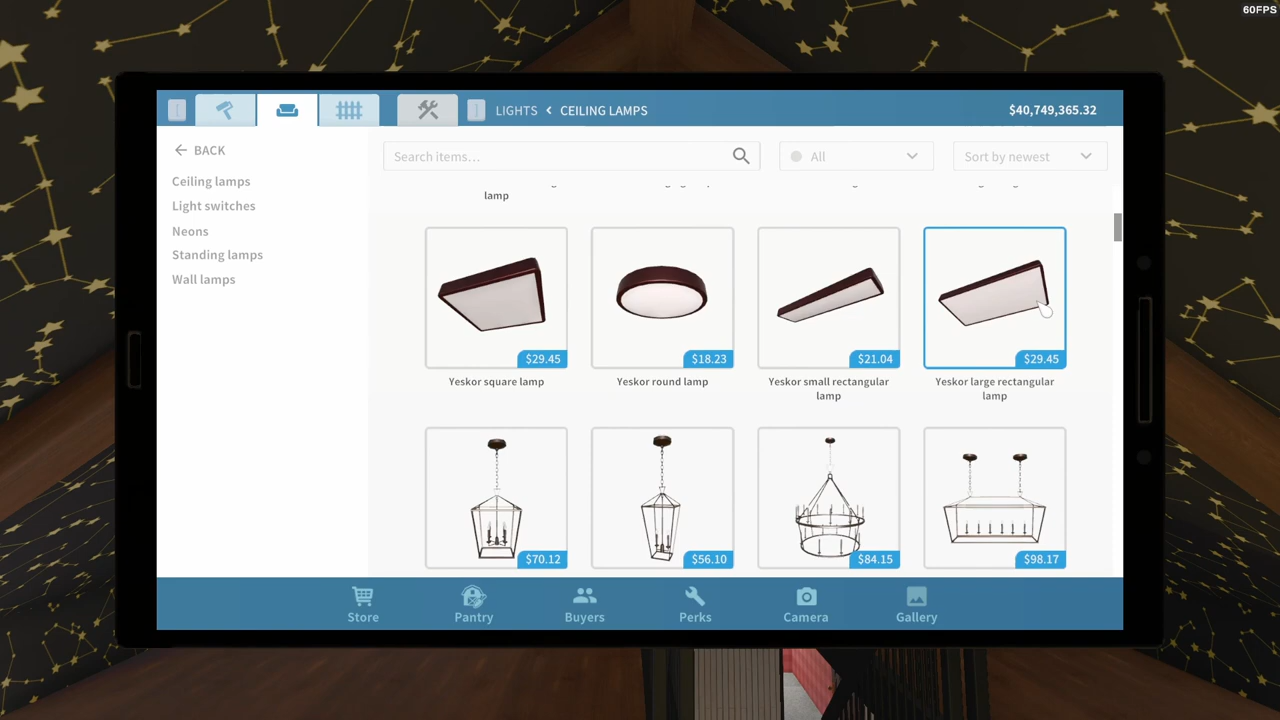 60FPS
LIGHTS < CEILING LAMPS
$40,749,365.32
BACK
Search items...
All
Sort by newest
Ceiling lamps
Light switches
Neons
Standing lamps
Wall lamps
lamp
$29.45
$18.23
$21.04
$29.45
Yeskor square lamp
Yeskor round lamp
Yeskor small rectangular
lamp
Yeskor large rectangular
lamp
$70.12
$56.10
$84.15
$98.17
Store
Pantry
Buyers
Perks
Camera
Gallery